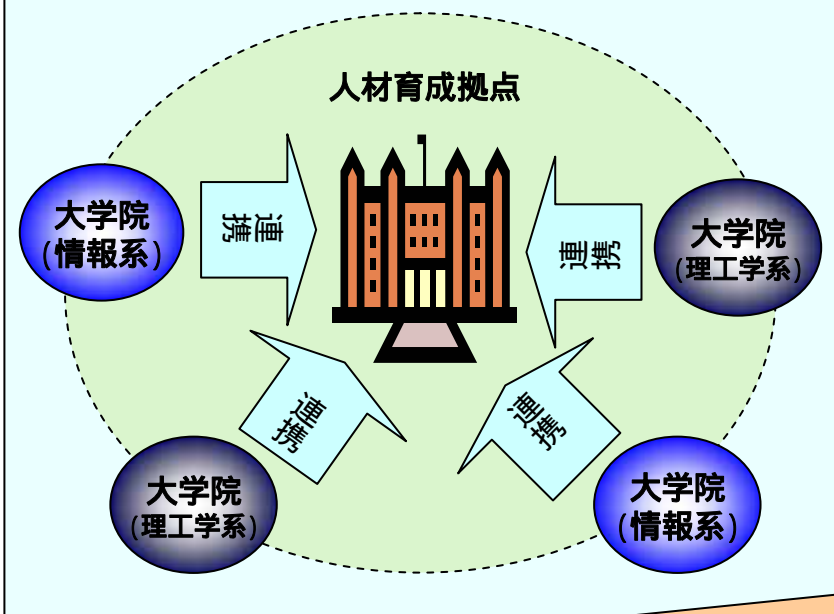 人材育成拠点
大学院
(情報系)
連携
連携
大学院
(理工学系)
連携
連携
大学院
(理工学系)
大学院
(情報系)